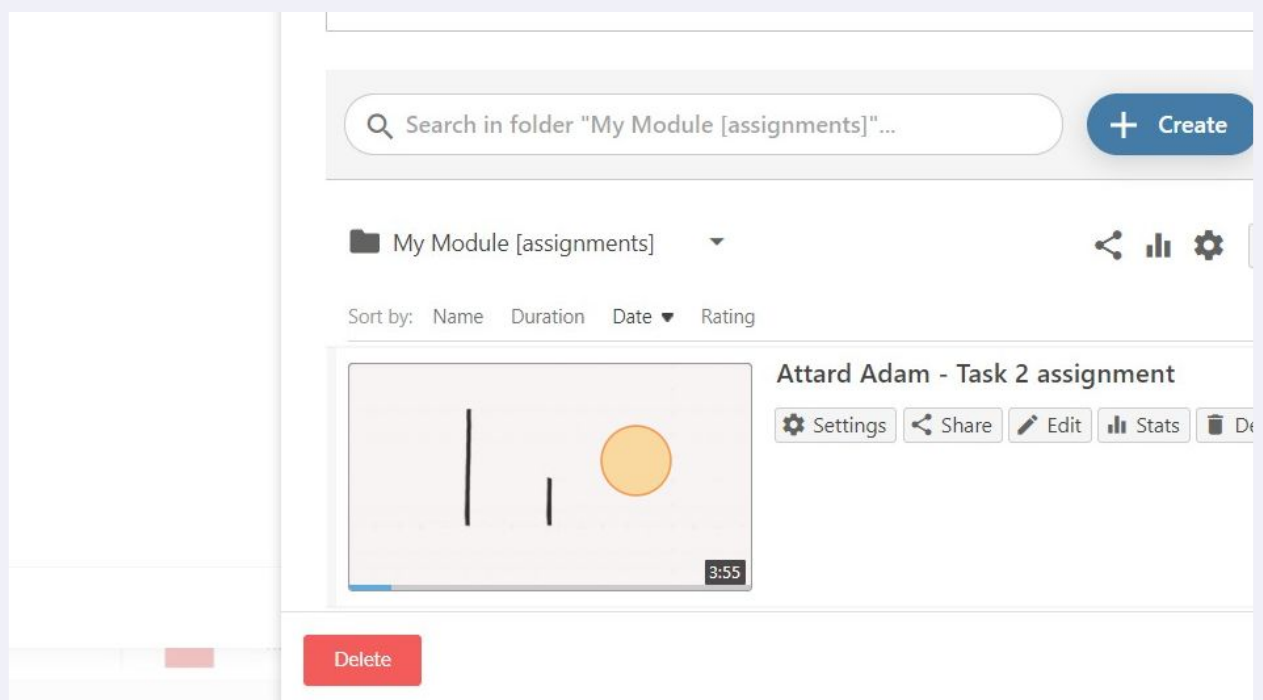 Search in folder "My Module [assignments]"...
Create
My Module [assignments]
Sort by: Name Duration Date Rating
Attard Adam - Task 2 assignment
Settings Share Edit Stats De
3:55
Delete